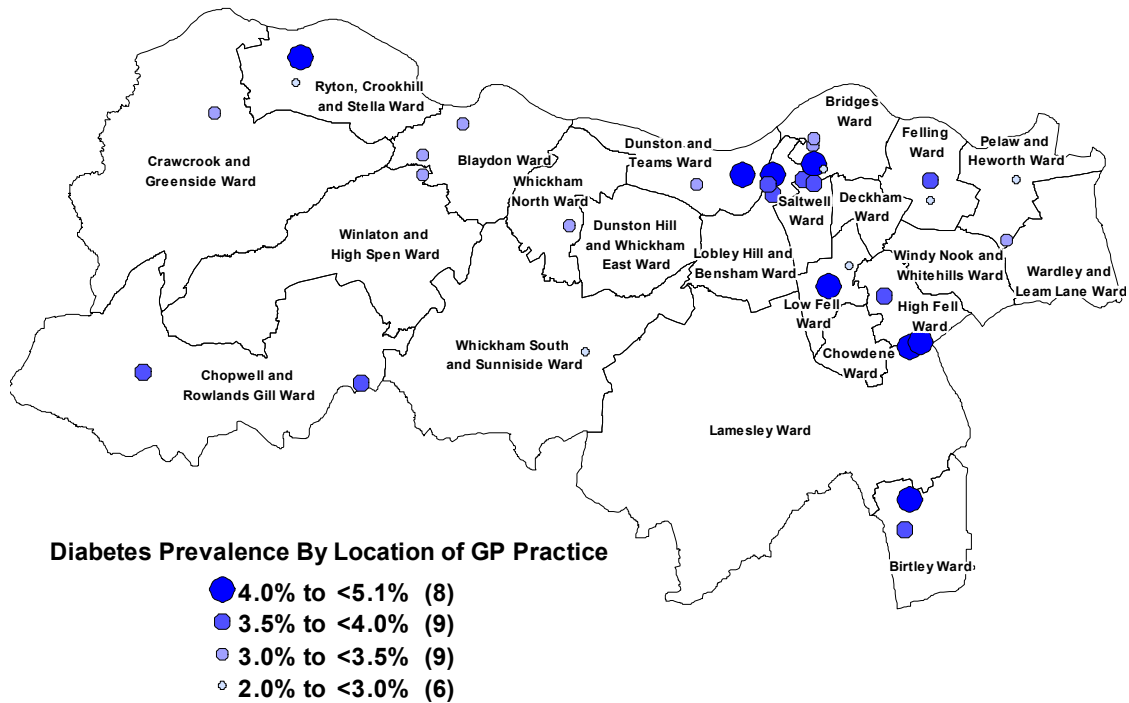 Ryton, Crookhill
and Stella Ward
Crawcrook and
Greenside Ward
Blaydon Ward
Whickham
North Ward
Dunston and
Teams Ward
Bridges
Ward
Felling
Ward
Pelaw and
Heworth Ward
Saltwell
Ward
Deckham
Ward
Winlaton and
High Spen Ward
Dunston Hill
and Whickham
East Ward
Lobley Hill and
Bensham Ward
Windy Nook and
Whitehills Ward
Wardley and
Leam Lane Ward
Low Fell
Ward
High Fell
Ward
Chowdene
Ward
Whickham South
and Sunniside Ward
Chopwell and
Rowlands Gill Ward
Lamesley Ward
Birtley Ward
Diabetes Prevalence By Location of GP Practice
4.0% to <5.1% (8)
3.5% to <4.0% (9)
3.0% to <3.5% (9)
2.0% to <3.0% (6)